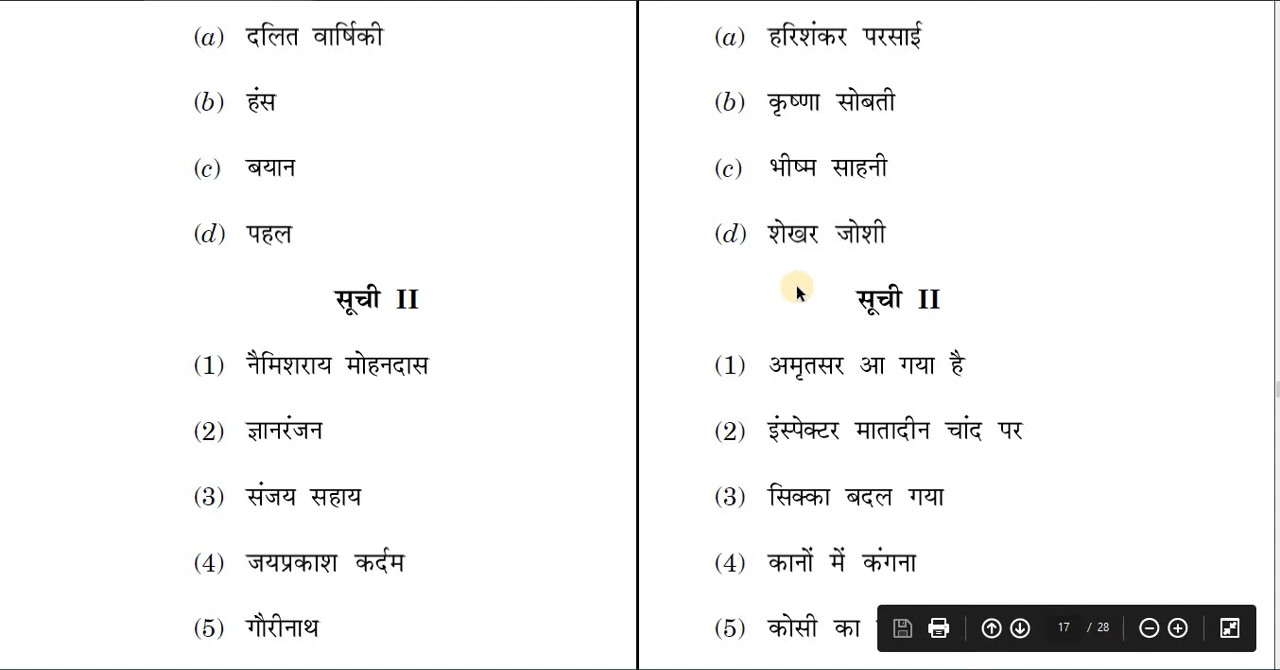 (a) दलित वार्षिकी
(b) हंस
(c) बयान
(d) पहल
सूची II
(1) नैमिशराय मोहनदास
(2) ज्ञानरंजन
(3) संजय सहाय
(4) जयप्रकाश कर्दम
(5) गौरीनाथ
(a) हरिशंकर परसाई
(b) कृष्णा सोबती
(c) भीष्म साहनी
(d) शेखर जोशी
सूची II
(1) अमृतसर आ गया है
(2) इंस्पेक्टर मातादीन चांद पर
(3) सिक्का बदल गया
(4) कानों में कंगना
(5) कोसी का
17 / 28